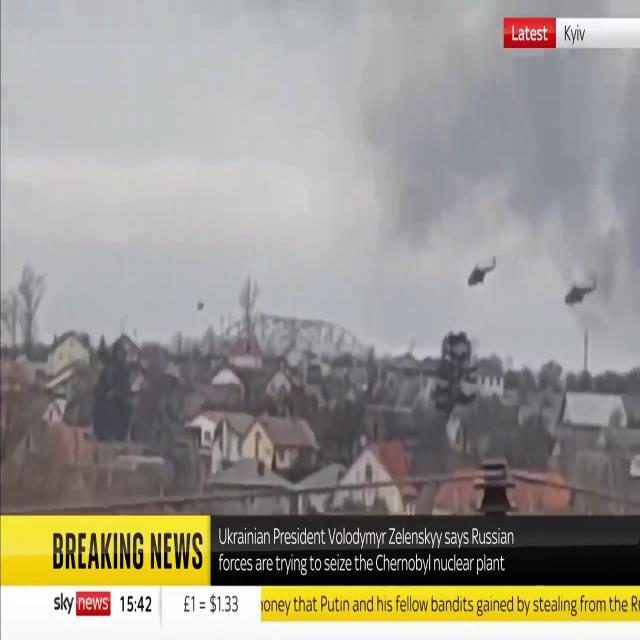 Latest Kyiv
BREAKING NEWS
Ukrainian President Volodymyr Zelenskyy says Russian
forces are trying to seize the Chernobyl nuclear plant
sky news 15:42 £1 = $1.33 oney that Putin and his fellow bandits gained by stealing from the R